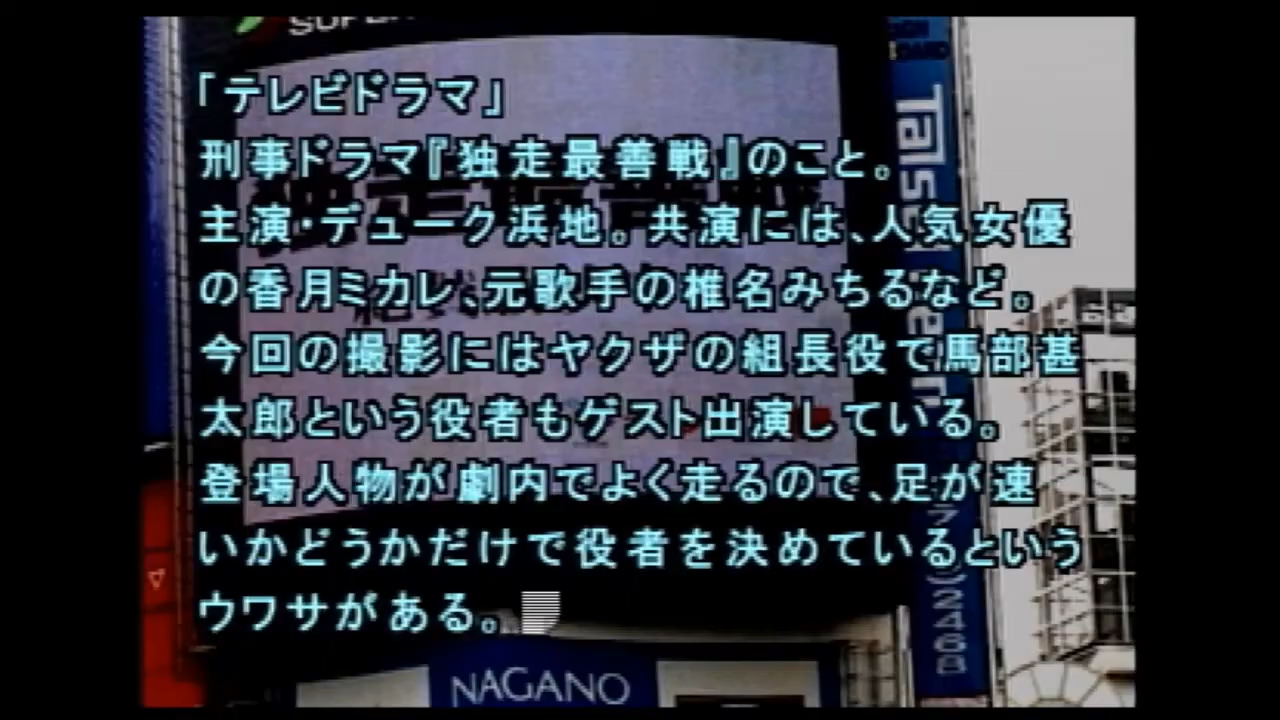 「テレビドラマ」
刑事ドラマ『独走最善戦』のこと。
主演・デューク浜地。共演には、人気女優
の香月ミカレ、元歌手の椎名みちるなど。
今回の撮影にはヤクザの組長役で馬部甚
太郎という役者もゲスト出演している。
登場人物が劇内でよく走るので、足が速
いかどうかだけで役者を決めているという
ウワサがある。
NAGANO